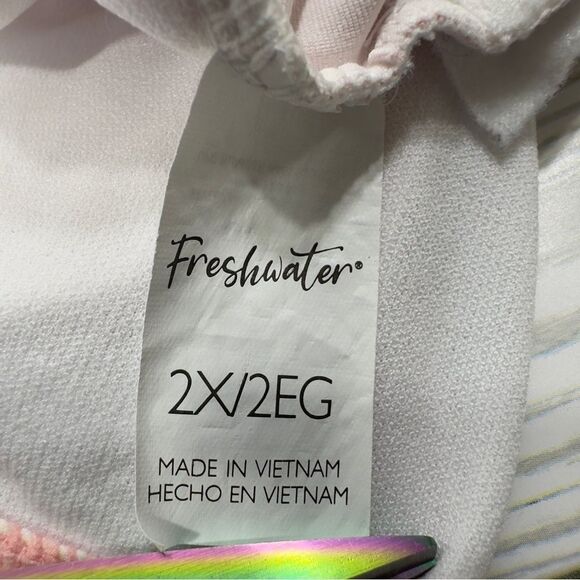 Freshwater®
2X/2EG
MADE IN VIETNAM
HECHO EN VIETNAM